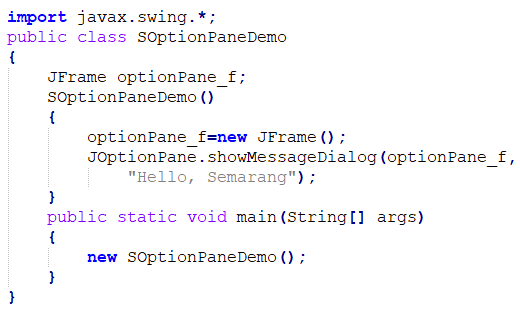 import javax.swing.*;
public class SOptionPaneDemo
{
    JFrame optionPane_f;
    SOptionPaneDemo()
    {
        optionPane_f=new JFrame();
        JOptionPane.showMessageDialog(optionPane_f,
            "Hello, Semarang");
    }
    public static void main(String[] args)
    {
        new SOptionPaneDemo();
    }
}